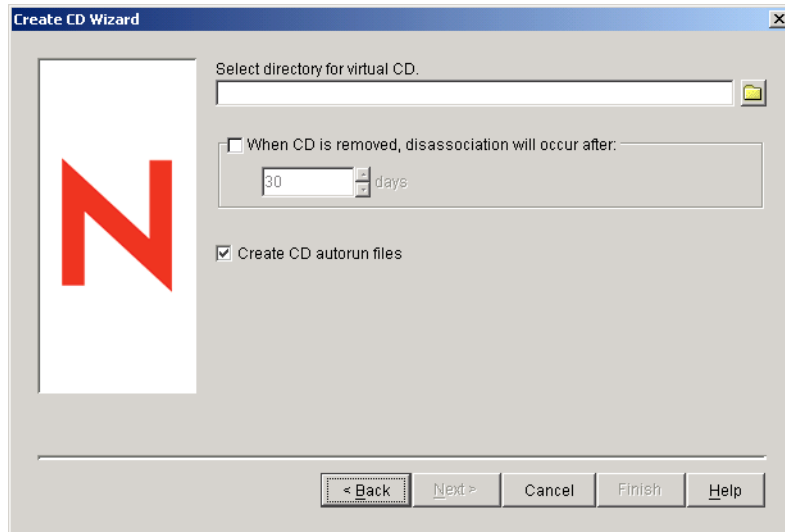 Create CD Wizard
Select directory for virtual CD.
When CD is removed, disassociation will occur after:
30 days
Create CD autorun files
< Back Next > Cancel Finish Help